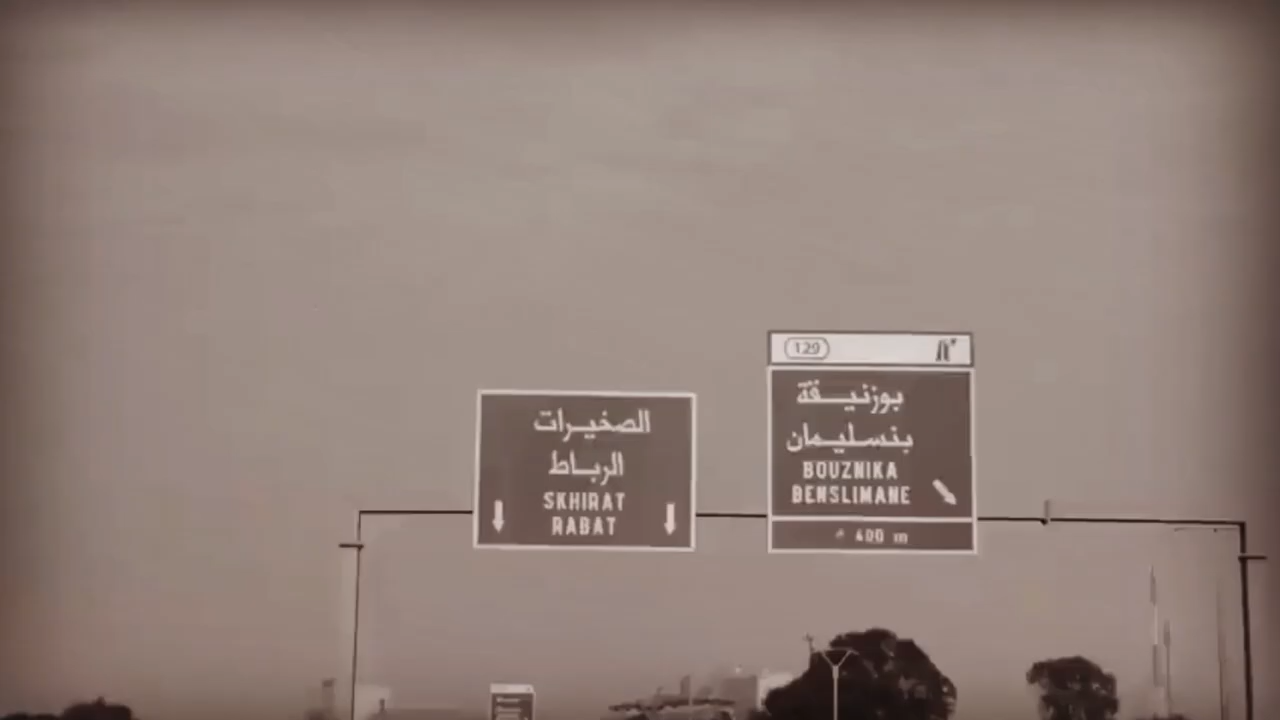 الصخيرات
الرباط
SKHIRAT
RABAT
129
بوزنيقة
بنسليمان
BOUZNIKA
BENSLIMANE
400 m